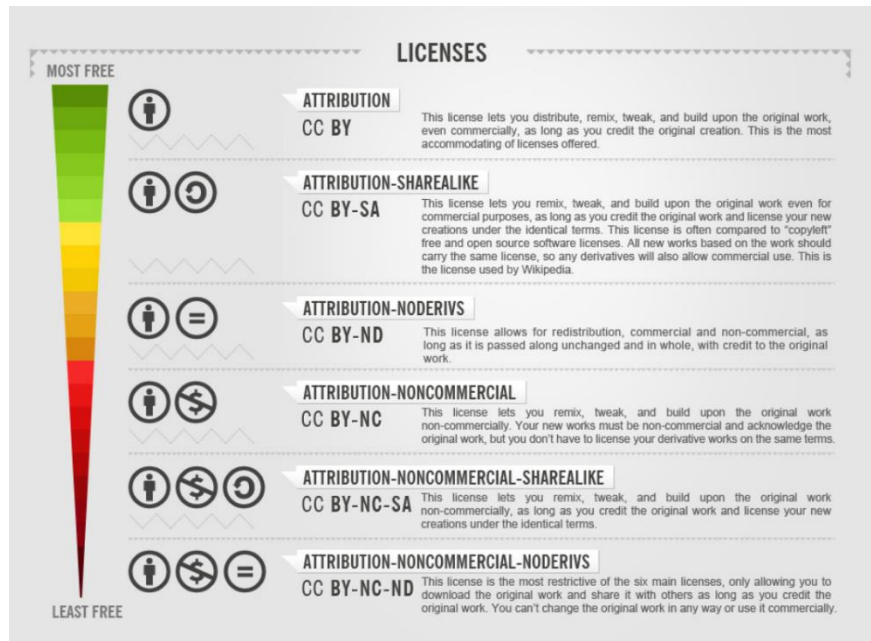 LICENSES
MOST FREE
ATTRIBUTION
CC BY
This license lets you distribute, remix, tweak, and build upon the original work,
even commercially, as long as you credit the original creation. This is the most
accommodating of licenses offered.
ATTRIBUTION-SHAREALIKE
CC BY-SA
This license lets you remix, tweak, and build upon the original work even for
commercial purposes, as long as you credit the original work and license your new
creations under the identical terms. This license is often compared to "copyleft"
free and open source software licenses. All new works based on the work should
carry the same license, so any derivatives will also allow commercial use. This is
the license used by Wikipedia.
ATTRIBUTION-NODERIVS
CC BY-ND
This license allows for redistribution, commercial and non-commercial, as
long as it is passed along unchanged and in whole, with credit to the original
work.
ATTRIBUTION-NONCOMMERCIAL
CC BY-NC
This license lets you remix, tweak, and build upon the original work
non-commercially. Your new works must be non-commercial and acknowledge the
original work, but you don't have to license your derivative works on the same terms.
ATTRIBUTION-NONCOMMERCIAL-SHAREALIKE
CC BY-NC-SA
This license lets you remix, tweak, and build upon the original work
non-commercially, as long as you credit the original work and license your new
creations under the identical terms.
ATTRIBUTION-NONCOMMERCIAL-NODERIVS
CC BY-NC-ND
This license is the most restrictive of the six main licenses, only allowing you to
download the original work and share it with others as long as you credit the
original work. You can't change the original work in any way or use it commercially.
LEAST FREE